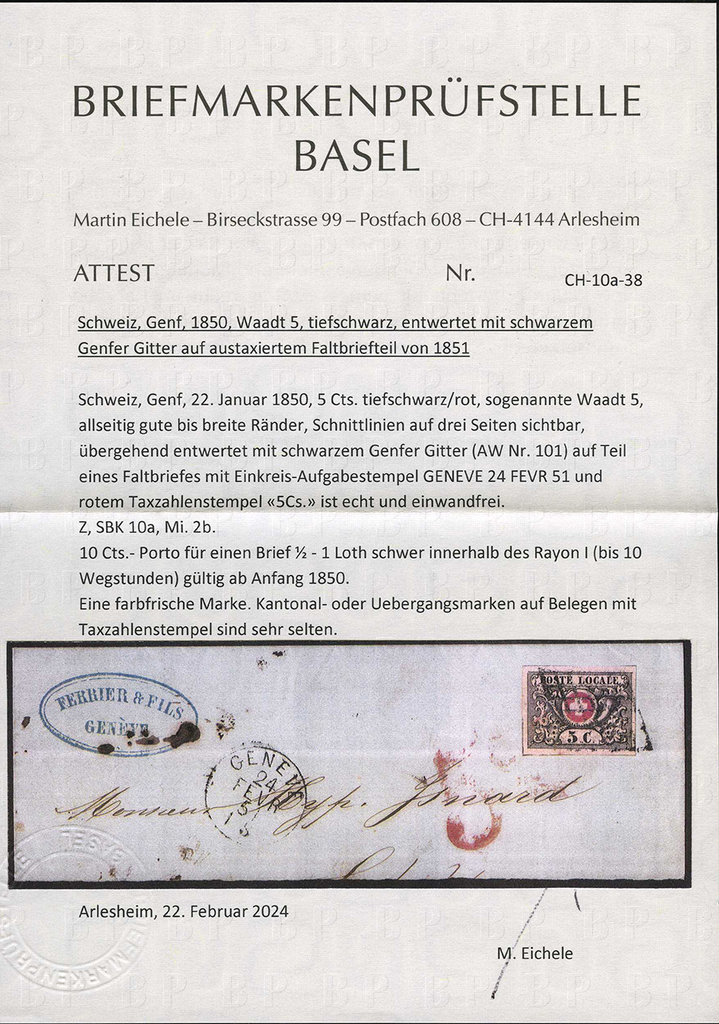 BRIEFMARKENPRÜFSTELLE
BASEL
Martin Eichele – Birseckstrasse 99 – Postfach 608 – CH-4144 Arlesheim
ATTEST Nr. CH-10a-38
Schweiz, Genf, 1850, Waadt 5, tiefschwarz, entwertet mit schwarzem
Genfer Gitter auf austaxiertem Faltbriefteil von 1851
Schweiz, Genf, 22. Januar 1850, 5 Cts. tiefschwarz/rot, sogenannte Waadt 5,
allseitig gute bis breite Ränder, Schnittlinien auf drei Seiten sichtbar,
übergehend entwertet mit schwarzem Genfer Gitter (AW Nr. 101) auf Teil
eines Faltbriefes mit Einkreis-Aufgabestempel GENEVE 24 FEVR 51 und
rotem Taxzahlenstempel «5Cs.» ist echt und einwandfrei.
Z, SBK 10a, Mi. 2b.
10 Cts.- Porto für einen Brief ½ - 1 Loth schwer innerhalb des Rayon I (bis 10
Wegstunden) gültig ab Anfang 1850.
Eine farbfrische Marke. Kantonal- oder Uebergangsmarken auf Belegen mit
Taxzahlenstempel sind sehr selten.
FERRIER & FILS
GENÈVE
POSTE LOCALE
5 C
GENEVE
24
FEVR
51
Monsieur Hyp.
Arlesheim, 22. Februar 2024
M. Eichele